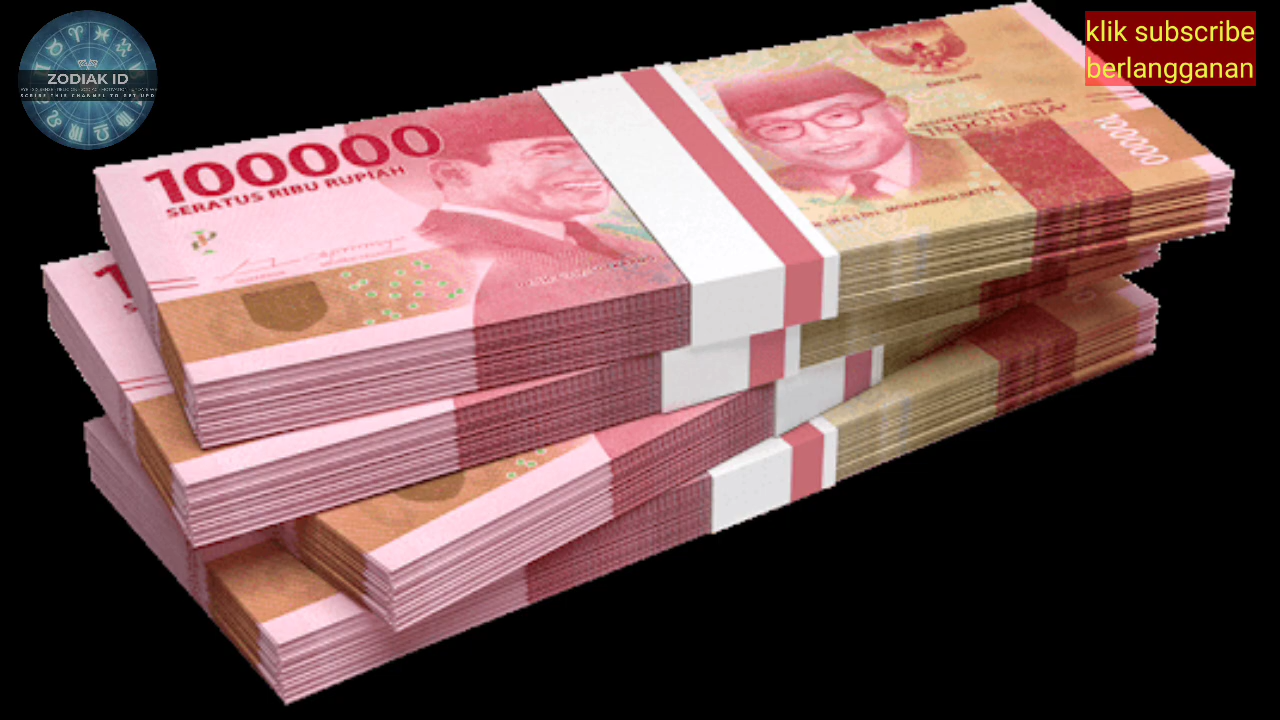 ZODIAK ID
klik subscribe
berlangganan
100000
SERATUS RIBU RUPIAH
INDONESIA
100000